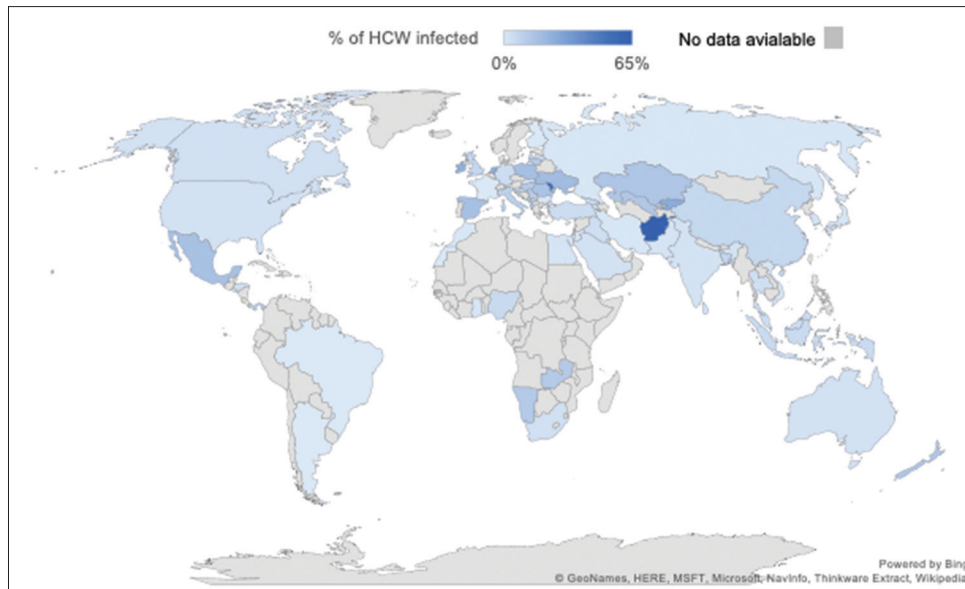 % of HCW infected
No data avialable
0%
65%
Powered by Bing
© GeoNames, HERE, MSFT, Microsoft, NavInfo, Thinkware Extract, Wikipedia